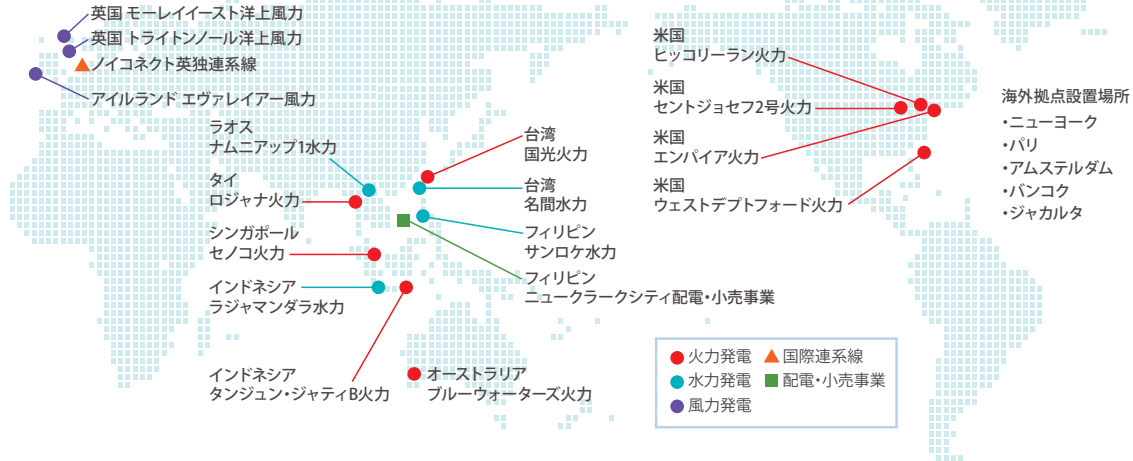 英国 モーレイイースト洋上風力
英国 トライトンノール洋上風力
ノイコネクト英独連系線
アイルランド エヴァレイアー風力
ラオス
ナムニアップ1水力
タイ
ロジャナ火力
シンガポール
セノコ火力
インドネシア
ラジャマンダラ水力
インドネシア
タンジュン・ジャティB火力
台湾
国光火力
台湾
名間水力
フィリピン
サンロケ水力
フィリピン
ニュークラークシティ配電・小売事業
オーストラリア
ブルーウォーターズ火力
米国
ヒッコリーラン火力
米国
セントジョセフ2号火力
米国
エンパイア火力
米国
ウェストデプトフォード火力
海外拠点設置場所
・ニューヨーク
・パリ
・アムステルダム
・バンコク
・ジャカルタ
火力発電
国際連系線
水力発電
配電・小売事業
風力発電